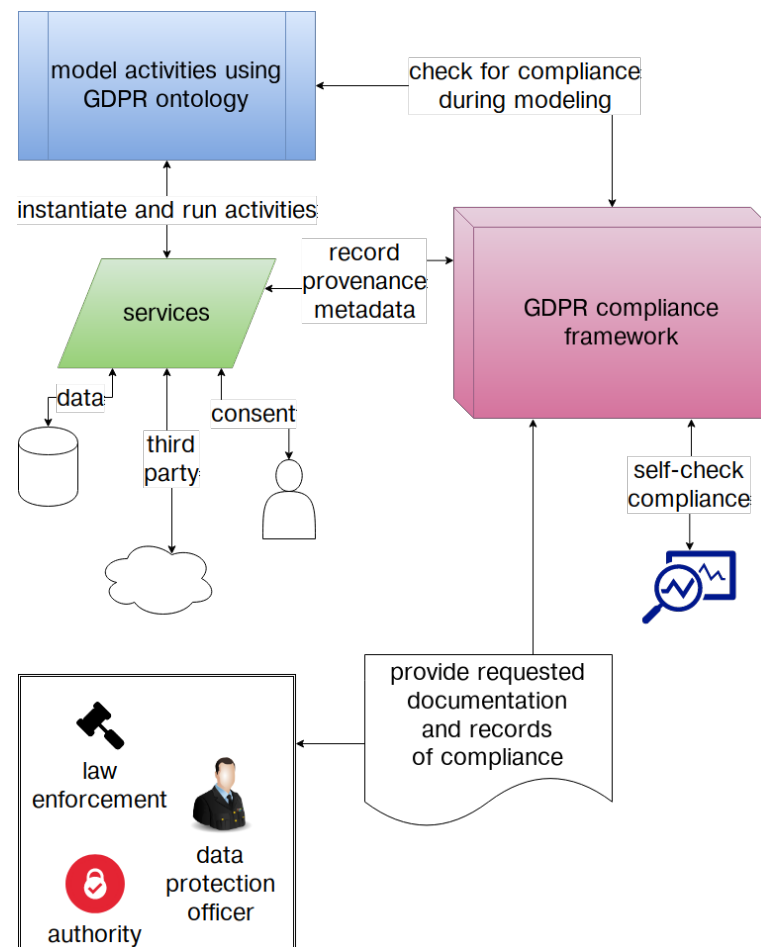 model activities using
GDPR ontology
check for compliance
during modeling
instantiate and run activities
record
provenance
metadata
services
GDPR compliance
framework
data
consent
third
party
self-check
compliance
provide requested
documentation
and records
of compliance
law
enforcement
data
protection
officer
authority